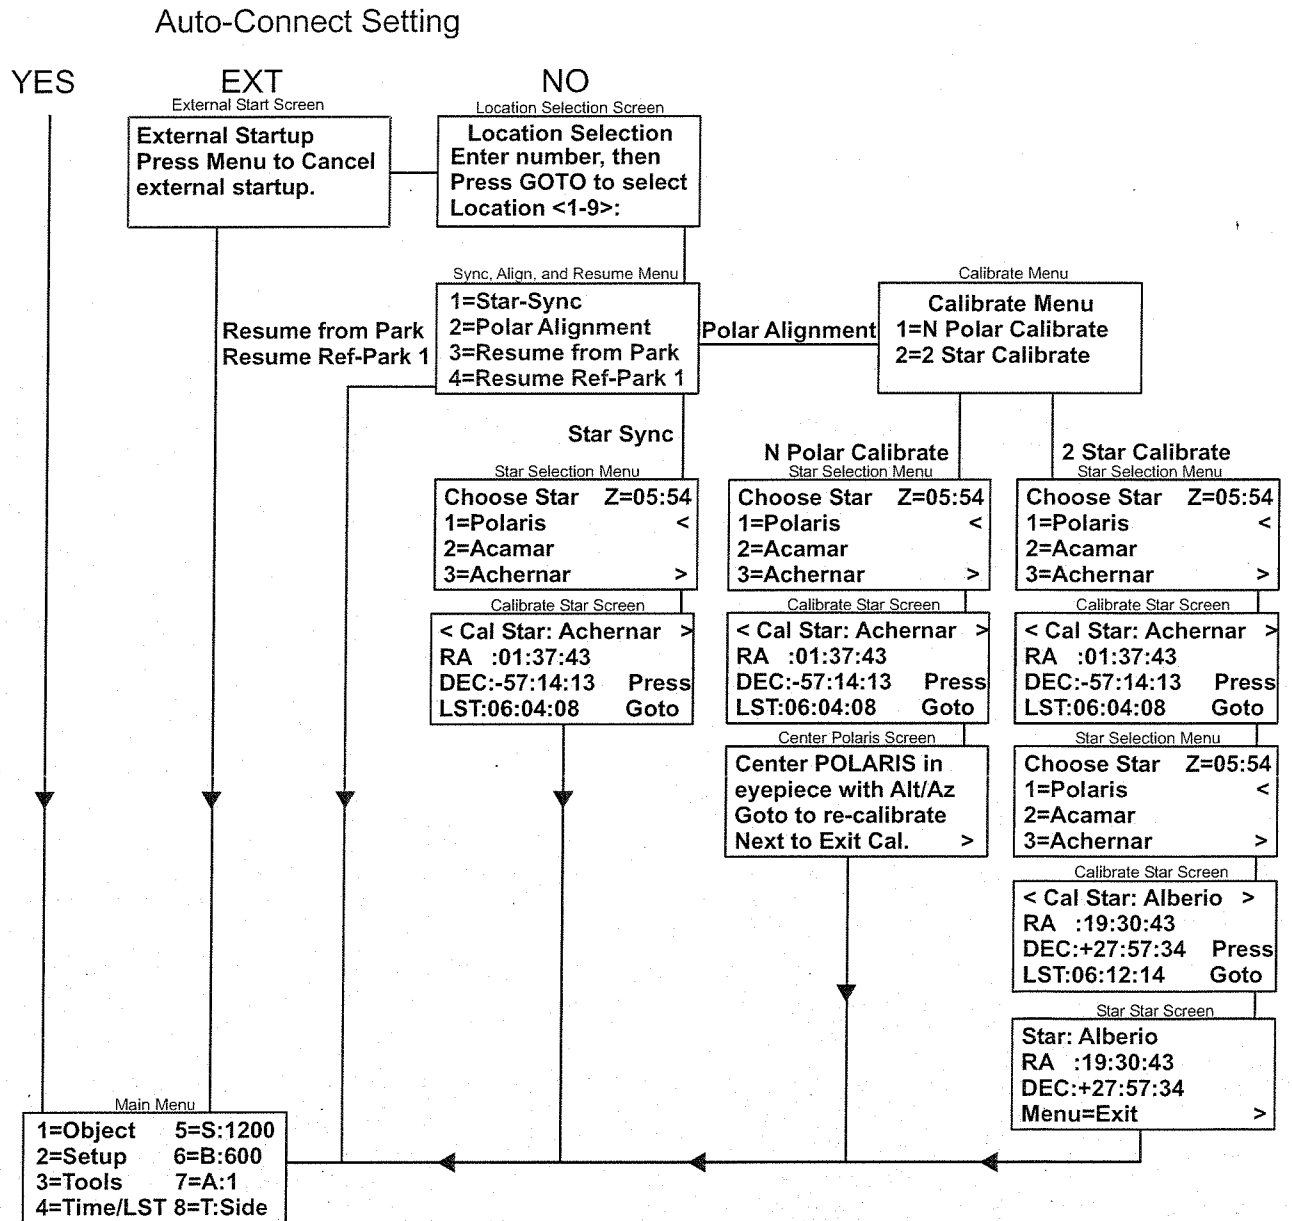 Auto-Connect Setting
YES
EXT
NO
External Start Screen
External Startup
Press Menu to Cancel
external startup.
Location Selection Screen
Location Selection
Enter number, then
Press GOTO to select
Location <1-9>:
Sync, Align, and Resume Menu
1=Star-Sync
2=Polar Alignment
3=Resume from Park
4=Resume Ref-Park 1
Resume from Park
Resume Ref-Park 1
Polar Alignment
Calibrate Menu
Calibrate Menu
1=N Polar Calibrate
2=2 Star Calibrate
Star Sync
Star Selection Menu
Choose Star Z=05:54
1=Polaris <
2=Acamar
3=Achernar >
Calibrate Star Screen
< Cal Star: Achernar >
RA :01:37:43
DEC:-57:14:13 Press
LST:06:04:08 Goto
N Polar Calibrate
Star Selection Menu
Choose Star Z=05:54
1=Polaris <
2=Acamar
3=Achernar >
Calibrate Star Screen
< Cal Star: Achernar >
RA :01:37:43
DEC:-57:14:13 Press
LST:06:04:08 Goto
Center Polaris Screen
Center POLARIS in
eyepiece with Alt/Az
Goto to re-calibrate
Next to Exit Cal. >
2 Star Calibrate
Star Selection Menu
Choose Star Z=05:54
1=Polaris <
2=Acamar
3=Achernar >
Calibrate Star Screen
< Cal Star: Achernar >
RA :01:37:43
DEC:-57:14:13 Press
LST:06:04:08 Goto
Star Selection Menu
Choose Star Z=05:54
1=Polaris <
2=Acamar
3=Achernar >
Calibrate Star Screen
< Cal Star: Alberio >
RA :19:30:43
DEC:+27:57:34 Press
LST:06:12:14 Goto
Star Star Screen
Star: Alberio
RA :19:30:43
DEC:+27:57:34
Menu=Exit >
Main Menu
1=Object 5=S:1200
2=Setup 6=B:600
3=Tools 7=A:1
4=Time/LST 8=T:Side